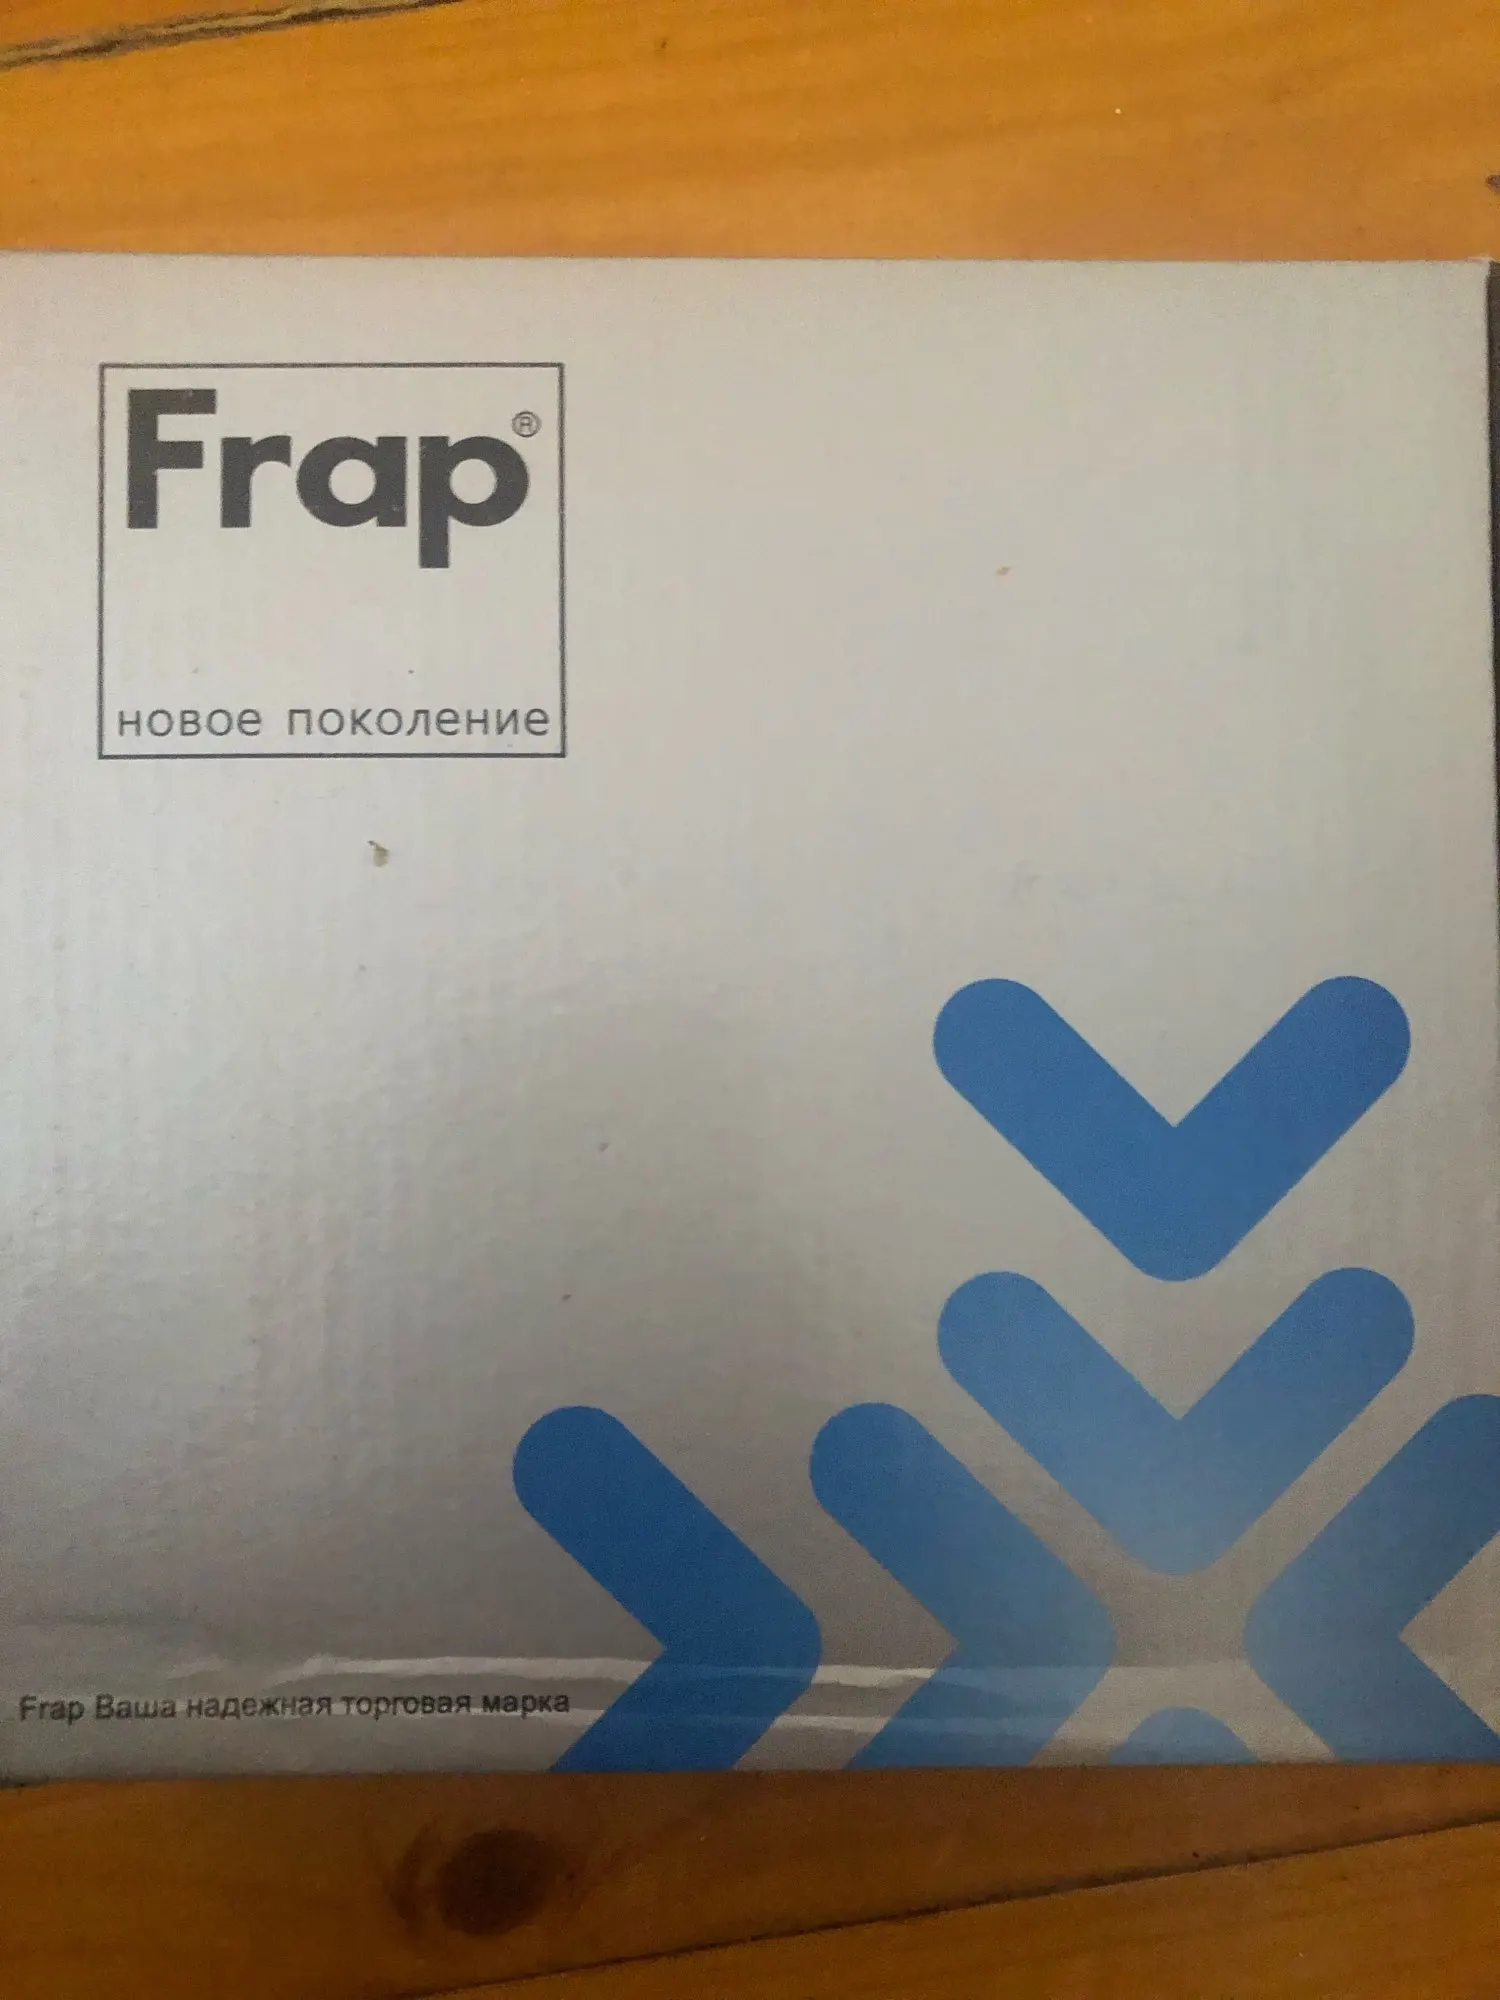 Frap®
новое поколение
Frap Ваша надежная торговая марка